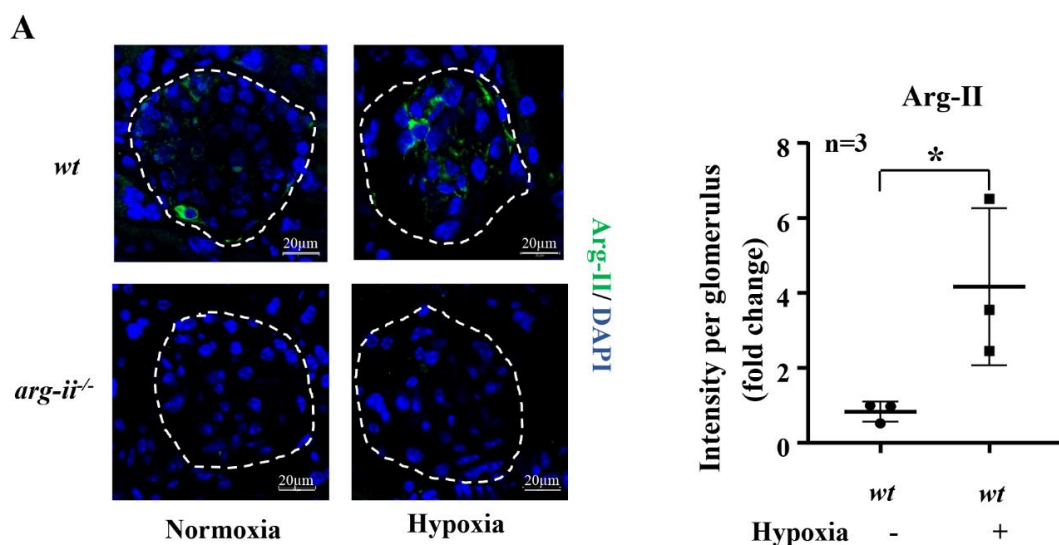 A
wt
20μm
20μm
arg-ii-/-
20μm
20μm
Normoxia
Hypoxia
Arg-II/ DAPI
Arg-II
n=3
*
8
6
4
2
0
Intensity per glomerulus
(fold change)
wt
wt
Hypoxia - +